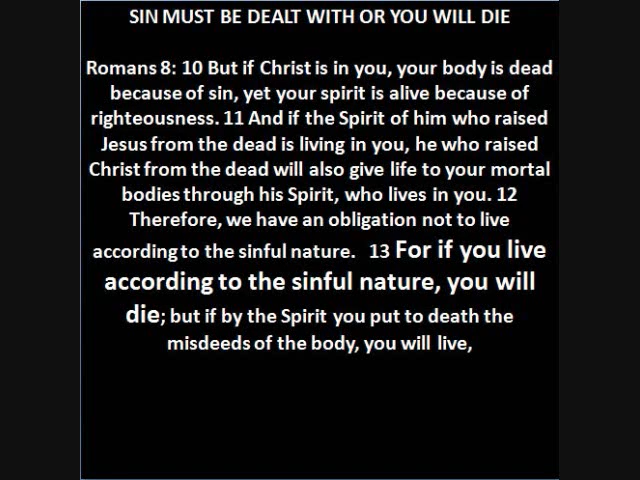 SIN MUST BE DEALT WITH OR YOU WILL DIE
Romans 8: 10 But if Christ is in you, your body is dead
because of sin, yet your spirit is alive because of
righteousness. 11 And if the Spirit of him who raised
Jesus from the dead is living in you, he who raised
Christ from the dead will also give life to your mortal
bodies through his Spirit, who lives in you. 12
Therefore, we have an obligation not to live
according to the sinful nature. 13 For if you live
according to the sinful nature, you will
die; but if by the Spirit you put to death the
misdeeds of the body, you will live,